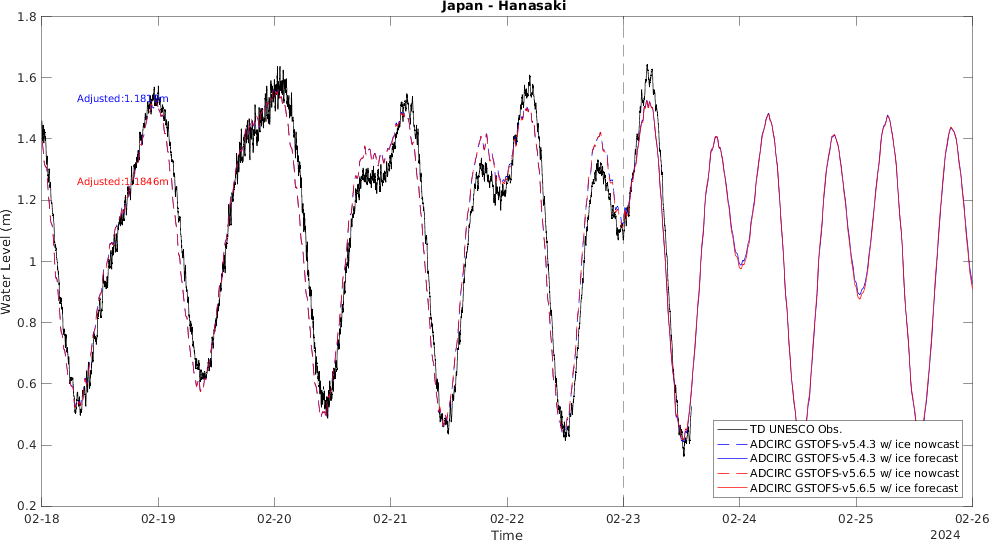 Japan - Hanasaki
1.8
1.6
1.4
1.2
1
0.8
0.6
0.4
0.2
Water Level (m)
Adjusted:1.18
Adjusted:1.1846m
TD UNESCO Obs.
ADCIRC GSTOFS-v5.4.3 w/ ice nowcast
ADCIRC GSTOFS-v5.4.3 w/ ice forecast
ADCIRC GSTOFS-v5.6.5 w/ ice nowcast
ADCIRC GSTOFS-v5.6.5 w/ ice forecast
02-18 02-19 02-20 02-21 02-22 02-23 02-24 02-25 02-26
Time
2024